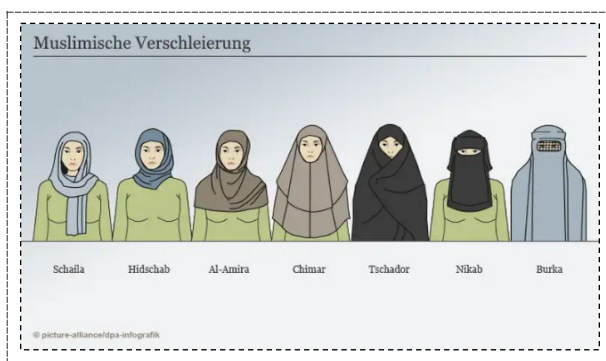 Muslimische Verschleierung
Schaila Hidschab Al-Amira Chimar Tschador Nikab Burka
© picture-alliance/dpa-infografik